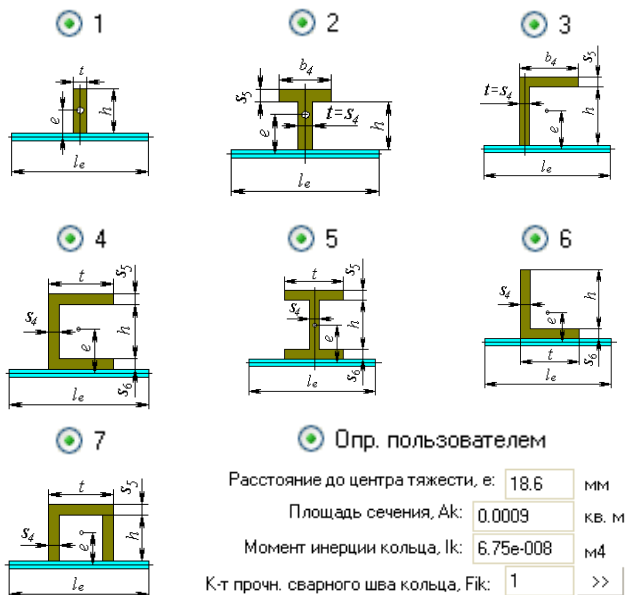 1 2 3
t e h lₑ
b₄ s₅ t=s₄ e h lₑ
b₄ s₅ t=s₄ e h lₑ
4 5 6
t s₅ s₄ h e s₆ lₑ
t s₅ s₄ h e s₆ lₑ
s₄ h e s₆ t lₑ
7 Опр. пользователем
t s₅ s₄ h e lₑ
Расстояние до центра тяжести, e: 18.6 мм
Площадь сечения, Ak: 0.0009 кв. м
Момент инерции кольца, Ik: 6.75e-008 м4
К-т прочн. сварного шва кольца, Fik: 1 >>